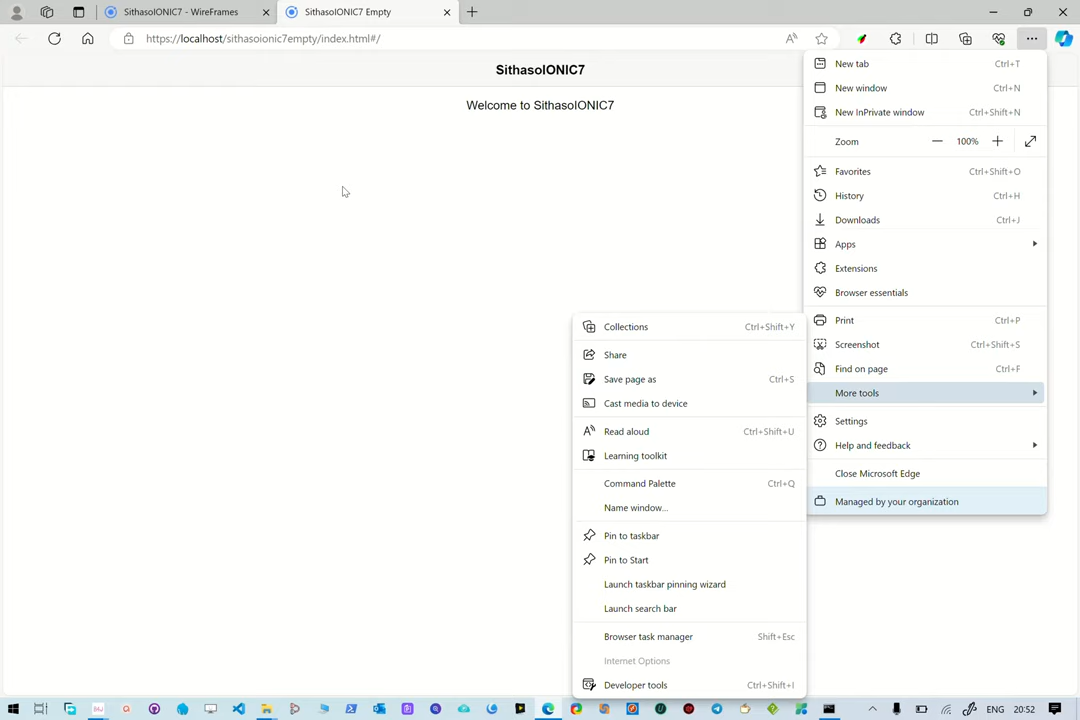 SithasoIONIC7 - WireFrames
SithasoIONIC7 Empty
https://localhost/sithasoionic7empty/index.html#/
SithasoIONIC7
Welcome to SithasoIONIC7
New tab Ctrl+T
New window Ctrl+N
New InPrivate window Ctrl+Shift+N
Zoom 100%
Favorites Ctrl+Shift+O
History Ctrl+H
Downloads Ctrl+J
Apps
Extensions
Browser essentials
Print Ctrl+P
Screenshot Ctrl+Shift+S
Find on page Ctrl+F
More tools
Settings
Help and feedback
Close Microsoft Edge
Managed by your organization
Collections Ctrl+Shift+Y
Share
Save page as Ctrl+S
Cast media to device
Read aloud Ctrl+Shift+U
Learning toolkit
Command Palette Ctrl+Q
Name window...
Pin to taskbar
Pin to Start
Launch taskbar pinning wizard
Launch search bar
Browser task manager Shift+Esc
Internet Options
Developer tools Ctrl+Shift+I
ENG 20:52